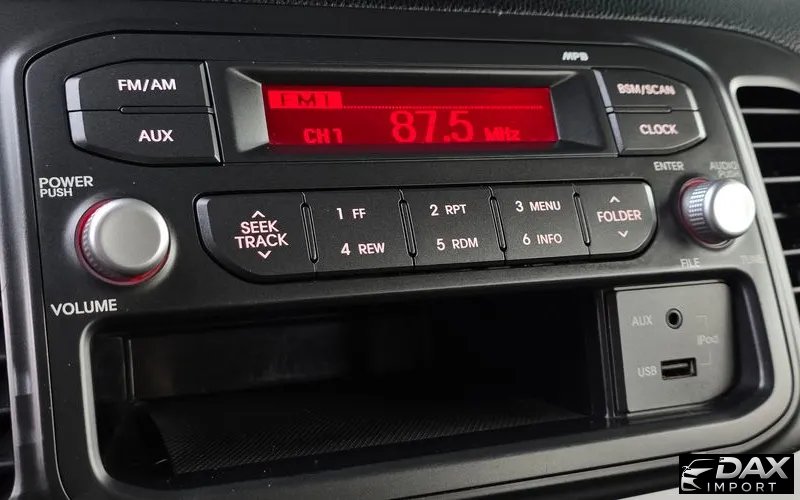 MP3
FM/AM
FM1
BSM/SCAN
AUX
CH1 87.5 MHz
CLOCK
POWER
PUSH
ENTER
AUDIO
PUSH
SEEK
TRACK
1 FF
2 RPT
3 MENU
FOLDER
4 REW
5 RDM
6 INFO
VOLUME
FILE
TUNE
AUX
iPod
USB
DAX
IMPORT